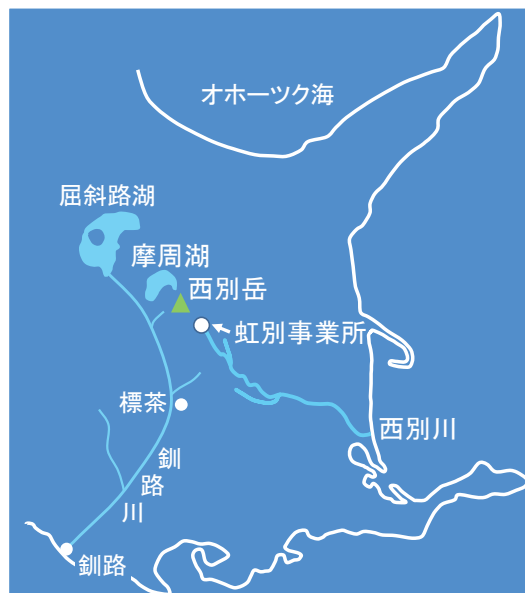 オホーツク海
屈斜路湖
摩周湖
西別岳
虹別事業所
標茶
西別川
釧路川
釧路